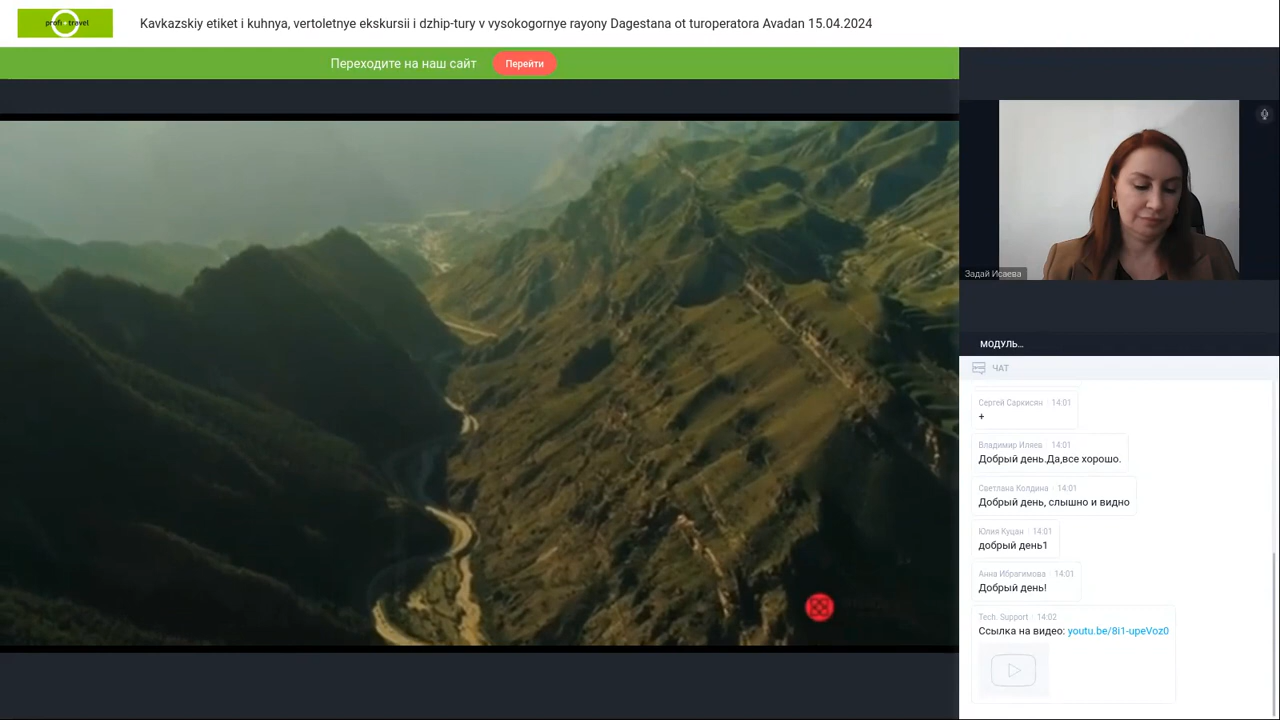 profi travel
Kavkazskiy etiket i kuhnya, vertoletnye ekskursii i dzhip-tury v vysokogornye rayony Dagestana ot turoperatora Ayda on 15.04.2024
Переходите на наш сайт
Перейти
Задай Исаева
МОДУЛЬ...
ЧАТ
Сергей Саркисян 14:01
+
Владимир Иляев 14:01
Добрый день.Да,все хорошо.
Светлана Колдина 14:01
Добрый день, слышно и видно
Юлия Куцан 14:01
добрый день1
Анна Ибрагимова 14:01
Добрый день!
Tech. Support 14:02
Ссылка на видео: youtu.be/8i1-upeVoz0